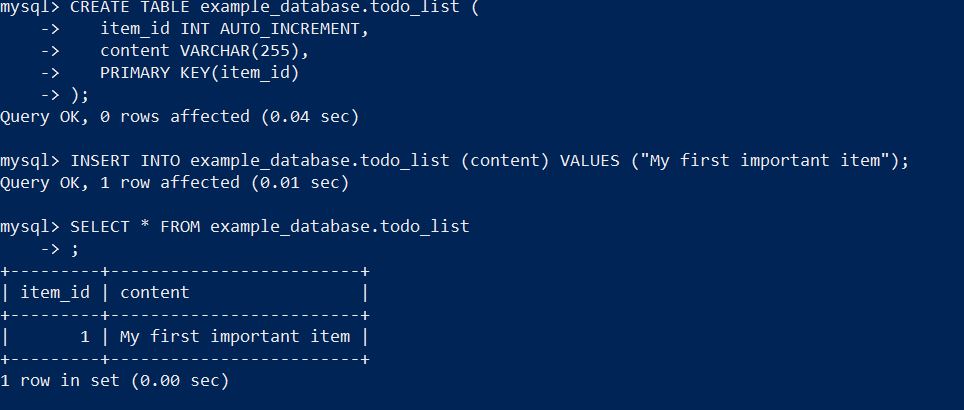 mysql> CREATE TABLE example_database.todo_list (
    ->     item_id INT AUTO_INCREMENT,
    ->     content VARCHAR(255),
    ->     PRIMARY KEY(item_id)
    -> );
Query OK, 0 rows affected (0.04 sec)

mysql> INSERT INTO example_database.todo_list (content) VALUES ("My first important item");
Query OK, 1 row affected (0.01 sec)

mysql> SELECT * FROM example_database.todo_list
    -> ;
+---------+-------------------------+
| item_id | content                 |
+---------+-------------------------+
|       1 | My first important item |
+---------+-------------------------+
1 row in set (0.00 sec)